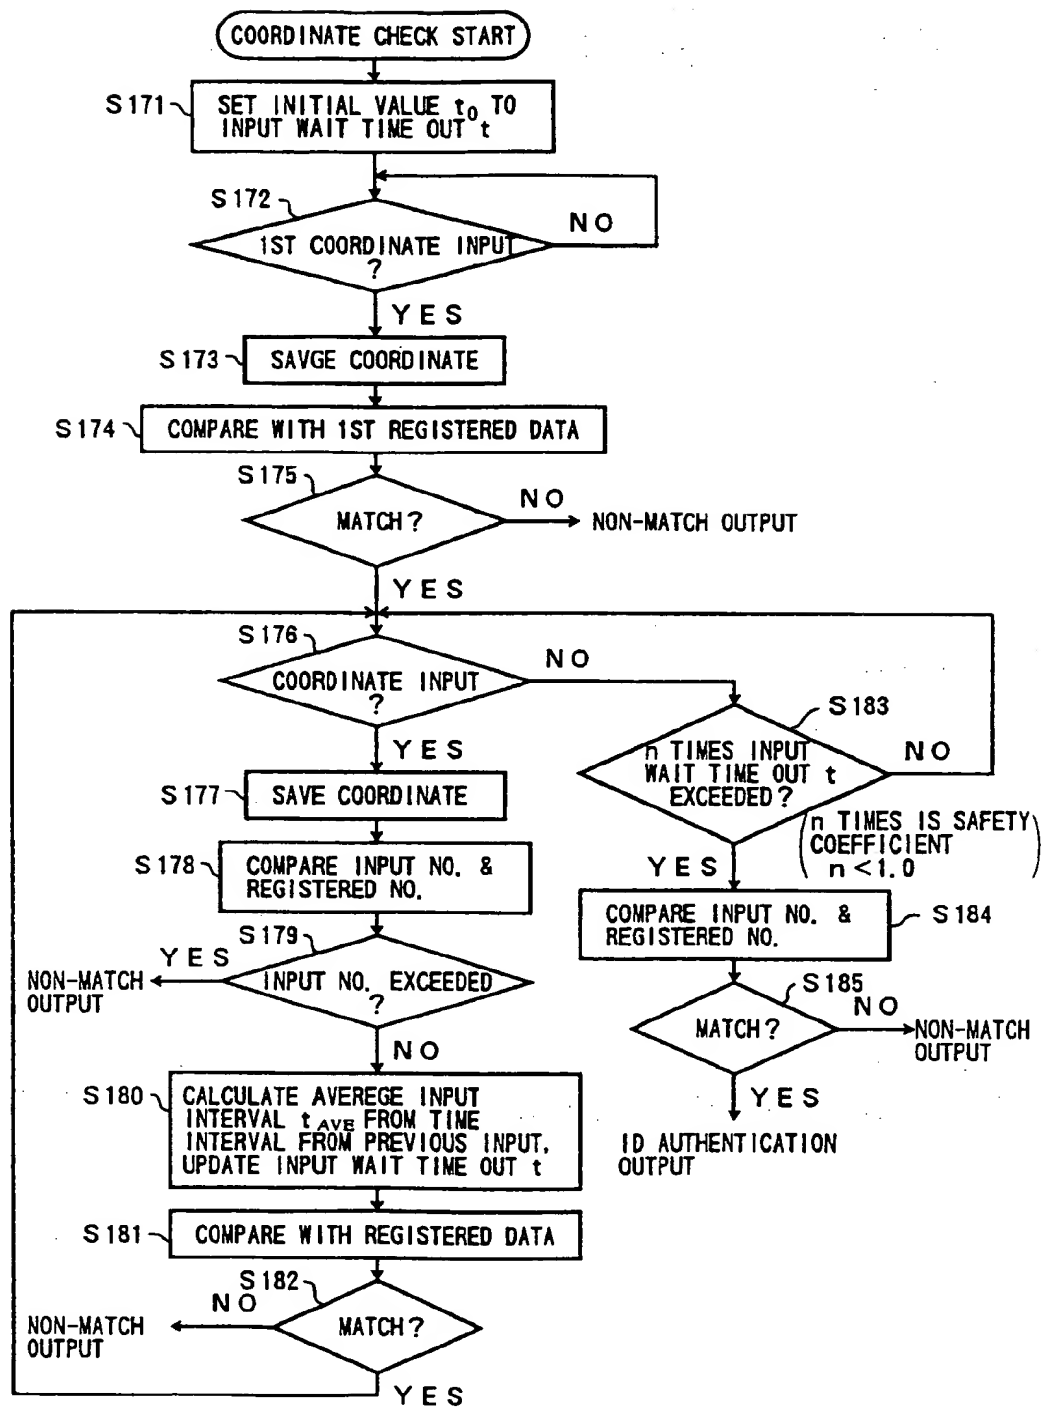 COORDINATE CHECK START
S171
SET INITIAL VALUE t0 TO
INPUT WAIT TIME OUT t
S172
NO
1ST COORDINATE INPUT
?
YES
S173
SAVGE COORDINATE
S174
COMPARE WITH 1ST REGISTERED DATA
S175
MATCH?
NO
NON-MATCH OUTPUT
YES
S176
COORDINATE INPUT
?
NO
YES
S183
n TIMES INPUT
WAIT TIME OUT t
EXCEEDED?
NO
(n TIMES IS SAFETY
COEFFICIENT
n<1.0)
YES
S177
SAVE COORDINATE
S178
COMPARE INPUT NO. &
REGISTERED NO.
S184
COMPARE INPUT NO. &
REGISTERED NO.
S179
YES
INPUT NO. EXCEEDED
?
NON-MATCH
OUTPUT
NO
S185
MATCH?
NO
NON-MATCH
OUTPUT
YES
ID AUTHENTICATION
OUTPUT
S180
CALCULATE AVEREGE INPUT
INTERVAL tAVE FROM TIME
INTERVAL FROM PREVIOUS INPUT.
UPDATE INPUT WAIT TIME OUT t
S181
COMPARE WITH REGISTERED DATA
S182
NO
MATCH?
NON-MATCH
OUTPUT
YES